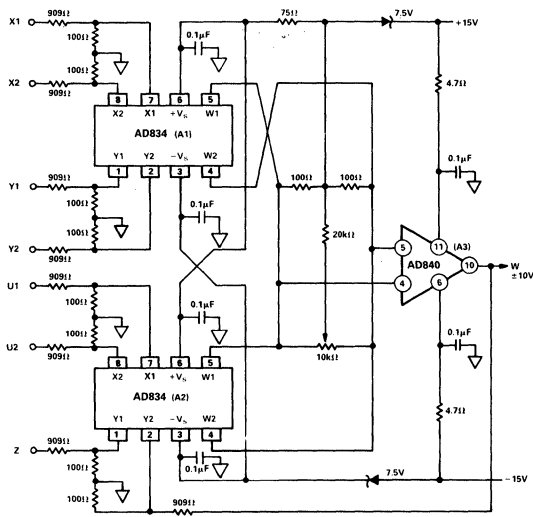 X1 909Ω 75Ω 7.5V +15V
100Ω 0.1µF
100Ω 4.7Ω
X2 909Ω
8 7 6 5
X2 X1 +VS W1
AD834 (A1)
Y1 Y2 −VS W2
1 2 3 4
0.1µF
Y1 909Ω 100Ω 100Ω 100Ω
0.1µF
100Ω 20kΩ 5 11 (A3)
AD840 10 W
Y2 909Ω 4 6 ±10V
U1 909Ω
100Ω 0.1µF
100Ω 0.1µF
U2 909Ω 10kΩ
8 7 6 5
X2 X1 +VS W1
AD834 (A2) 4.7Ω
Y1 Y2 −VS W2
1 2 3 4
Z 909Ω
100Ω 0.1µF 7.5V −15V
100Ω 909Ω